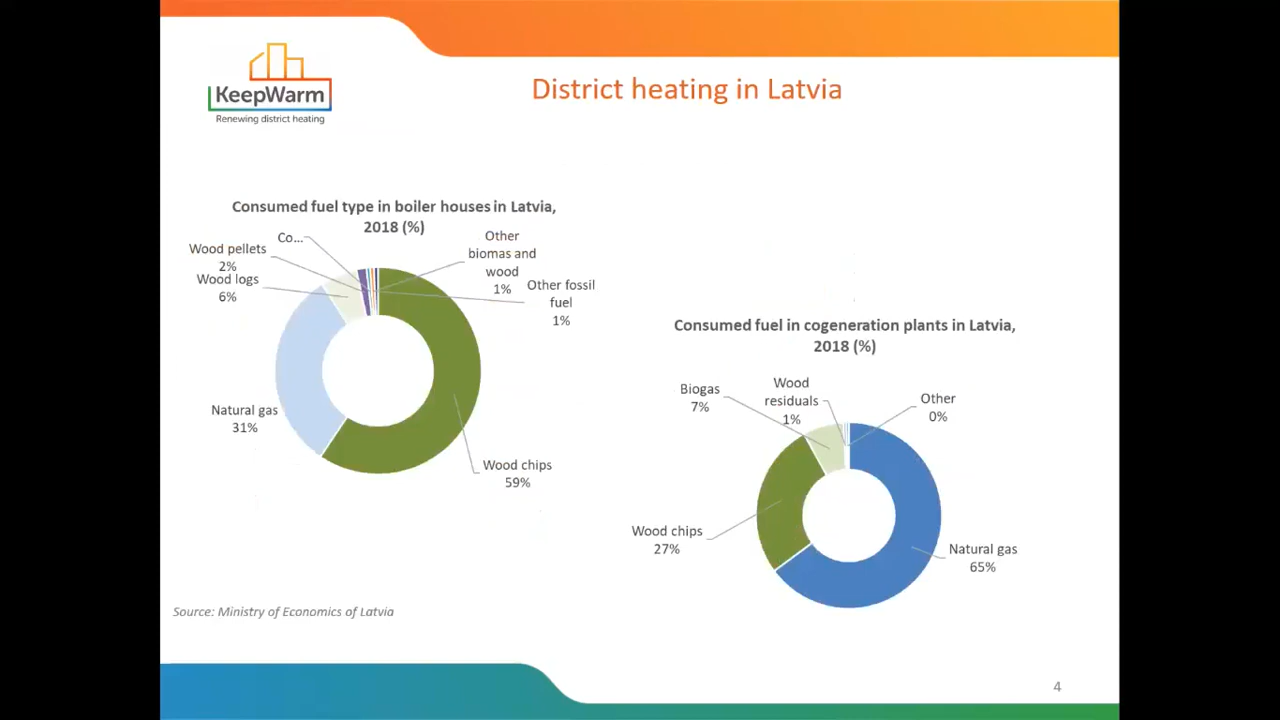 KeepWarm
Renewing district heating
District heating in Latvia
Consumed fuel type in boiler houses in Latvia,
2018 (%)
Co...
Wood pellets
2%
Wood logs
6%
Natural gas
31%
Other
biomas and
wood
1%
Other fossil
fuel
1%
Wood chips
59%
Consumed fuel in cogeneration plants in Latvia,
2018 (%)
Biogas
7%
Wood
residuals
1%
Other
0%
Wood chips
27%
Natural gas
65%
Source: Ministry of Economics of Latvia
4